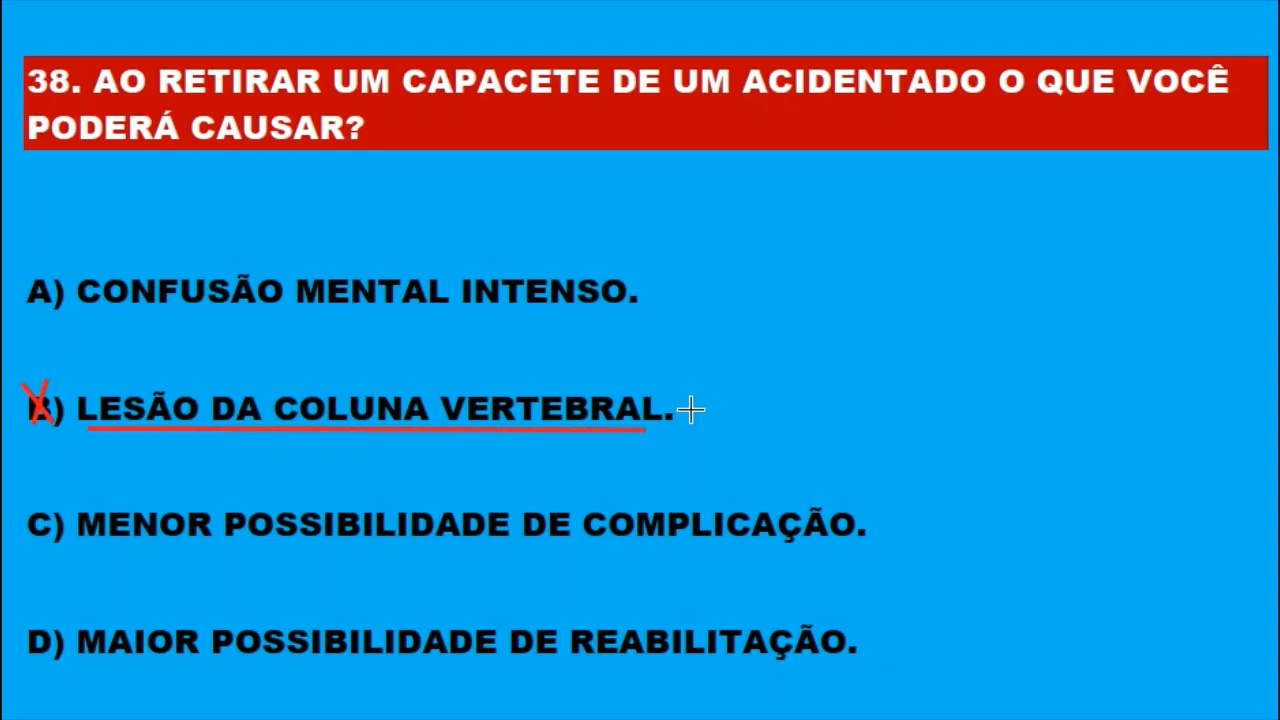 38. AO RETIRAR UM CAPACETE DE UM ACIDENTADO O QUE VOCÊ
PODERÁ CAUSAR?
A) CONFUSÃO MENTAL INTENSO.
B) LESÃO DA COLUNA VERTEBRAL.
C) MENOR POSSIBILIDADE DE COMPLICAÇÃO.
D) MAIOR POSSIBILIDADE DE REABILITAÇÃO.